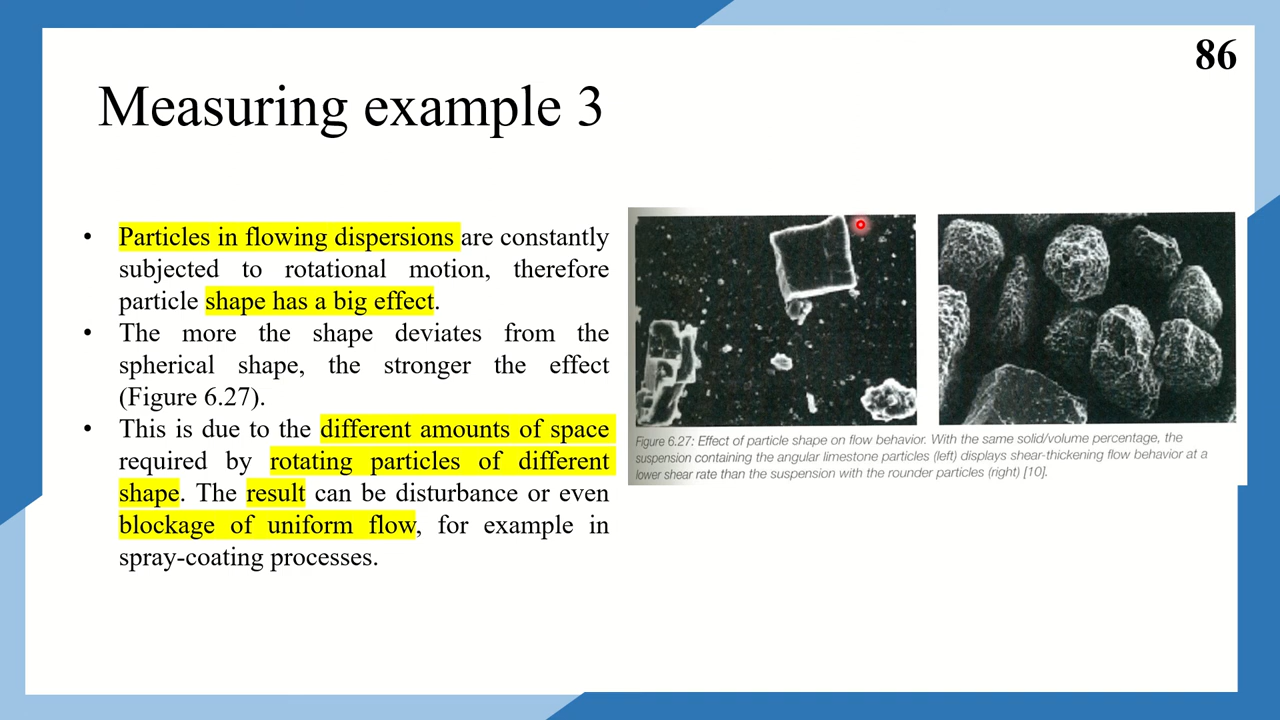 86
Measuring example 3
• Particles in flowing dispersions are constantly
subjected to rotational motion, therefore
particle shape has a big effect.
• The more the shape deviates from the
spherical shape, the stronger the effect
(Figure 6.27).
• This is due to the different amounts of space
required by rotating particles of different
shape. The result can be disturbance or even
blockage of uniform flow, for example in
spray-coating processes.
Figure 6.27: Effect of particle shape on flow behavior. With the same solid/volume percentage, the
suspension containing the angular limestone particles (left) displays shear-thickening flow behavior at a
lower shear rate than the suspension with the rounder particles (right) [10].